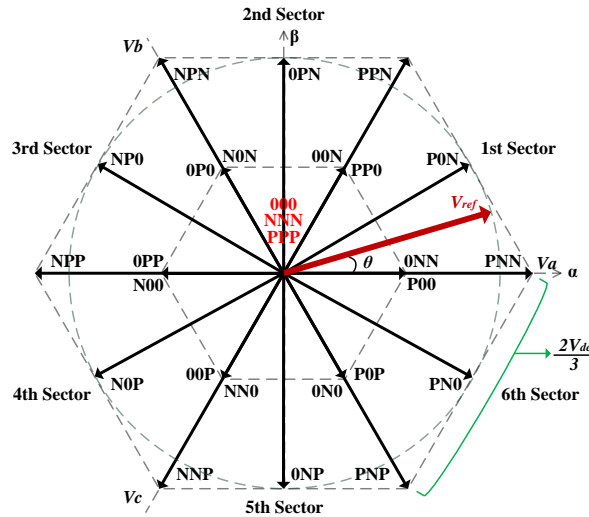 2nd Sector
Vb
β
NPN
0PN
PPN
3rd Sector
1st Sector
NP0
0P0
N0N
00N
PP0
P0N
000
NNN
PPP
Vref
NPP
0PP
N00
θ
0NN
P00
PNN
Va
α
2Vdc
3
4th Sector
N0P
00P
NN0
P0P
0N0
PN0
6th Sector
NNP
0NP
PNP
Vc
5th Sector